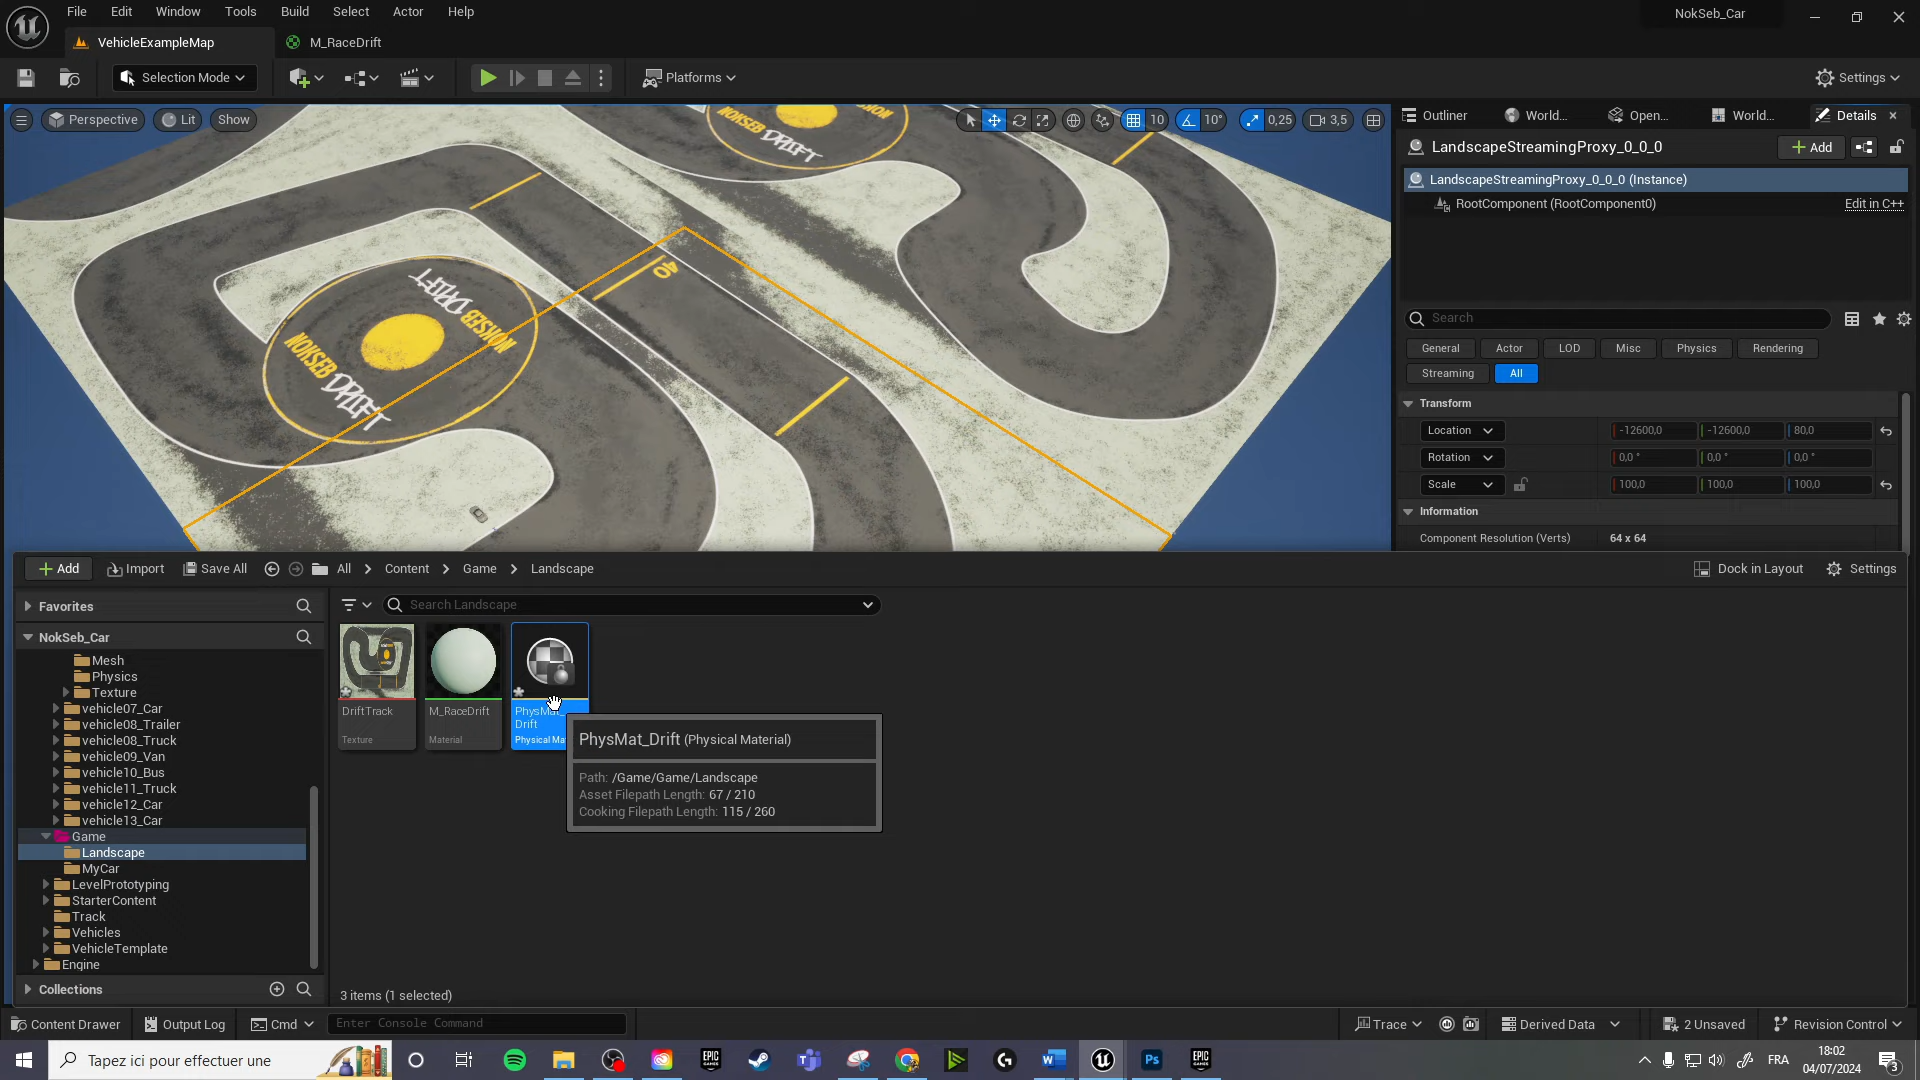 File Edit Window Tools Build Select Actor Help
NokSeb_Car
VehicleExampleMap
M_RaceDrift
Selection Mode
Platforms
Settings
Perspective
Lit
Show
10
10°
0,25
3,5
NOKSEB
DRIFT
DRIFT
NOKSEB
NOKSEB
DRIFT
Outliner
World...
Open...
World...
Details
LandscapeStreamingProxy_0_0_0
Add
LandscapeStreamingProxy_0_0_0 (Instance)
RootComponent (RootComponent0)
Edit in C++
Search
General
Actor
LOD
Misc
Physics
Rendering
Streaming
All
Transform
Location
-12600,0
-12600,0
80,0
Rotation
0,0 °
0,0 °
0,0 °
Scale
100,0
100,0
100,0
Information
Component Resolution (Verts)
64 x 64
Add
Import
Save All
All
Content
Game
Landscape
Dock in Layout
Settings
Favorites
Search Landscape
NokSeb_Car
Mesh
Physics
Texture
vehicle07_Car
vehicle08_Trailer
vehicle08_Truck
vehicle09_Van
vehicle10_Bus
vehicle11_Truck
vehicle12_Car
vehicle13_Car
Game
Landscape
MyCar
LevelPrototyping
StarterContent
Track
Vehicles
VehicleTemplate
Engine
Collections
DriftTrack
Texture
M_RaceDrift
Material
Drift
PhysMat_Drift (Physical Material)
Path: /Game/Game/Landscape
Asset Filepath Length: 67 / 210
Cooking Filepath Length: 115 / 260
3 items (1 selected)
Content Drawer
Output Log
Cmd
Enter Console Command
Trace
Derived Data
2 Unsaved
Revision Control
Tapez ici pour effectuer une
EPIC
GAMES
Ps
EPIC
GAMES
FRA
18:02
04/07/2024
3